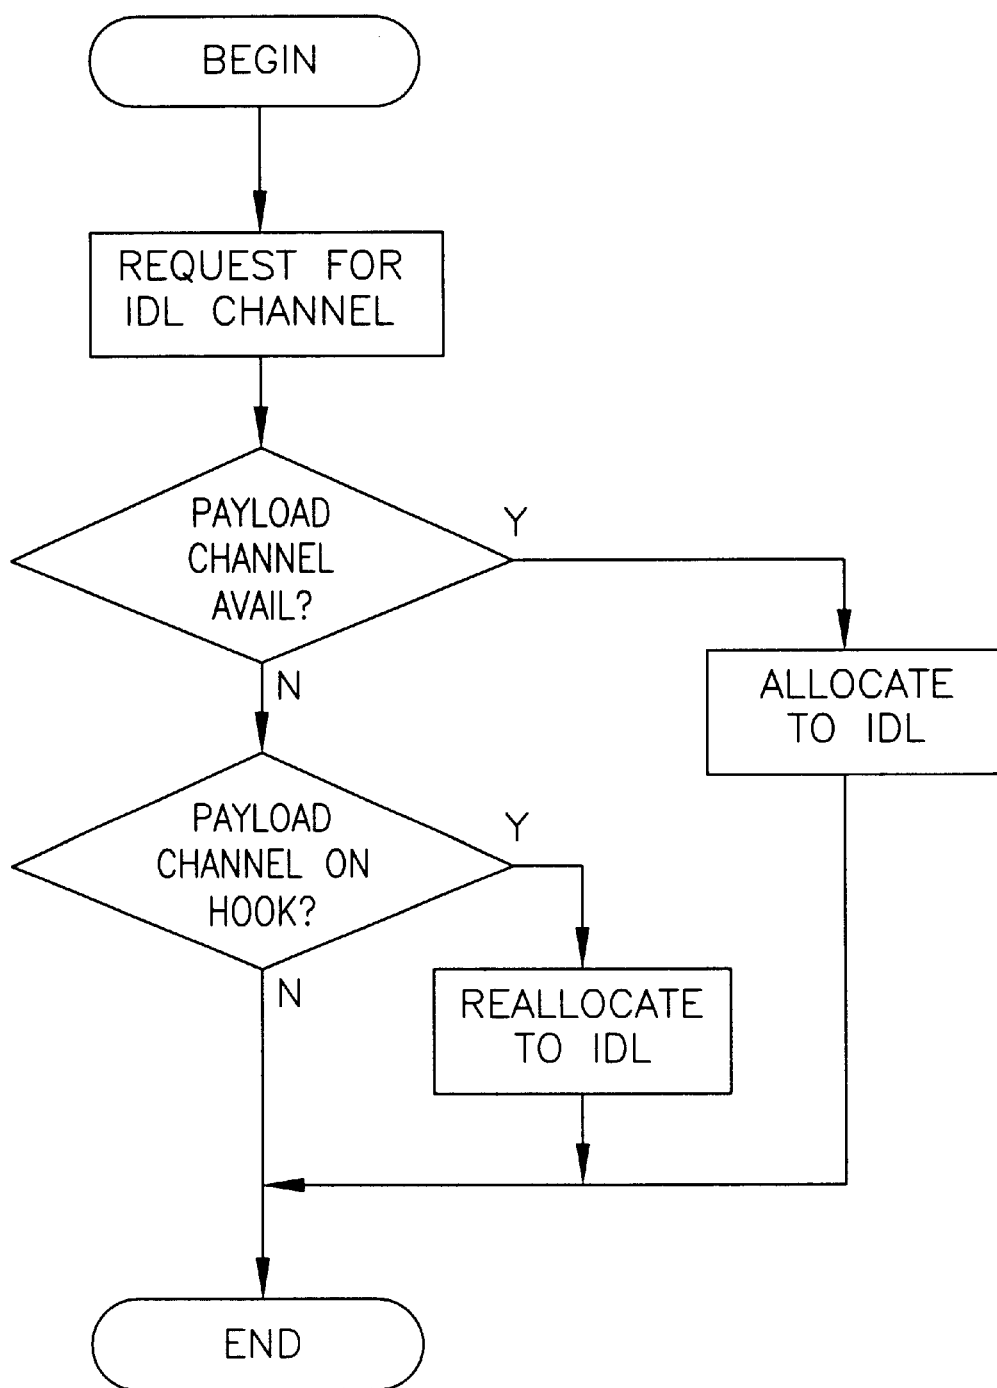 BEGIN
REQUEST FOR
IDL CHANNEL
PAYLOAD
CHANNEL
AVAIL?
Y
N
ALLOCATE
TO IDL
PAYLOAD
CHANNEL ON
HOOK?
Y
N
REALLOCATE
TO IDL
END